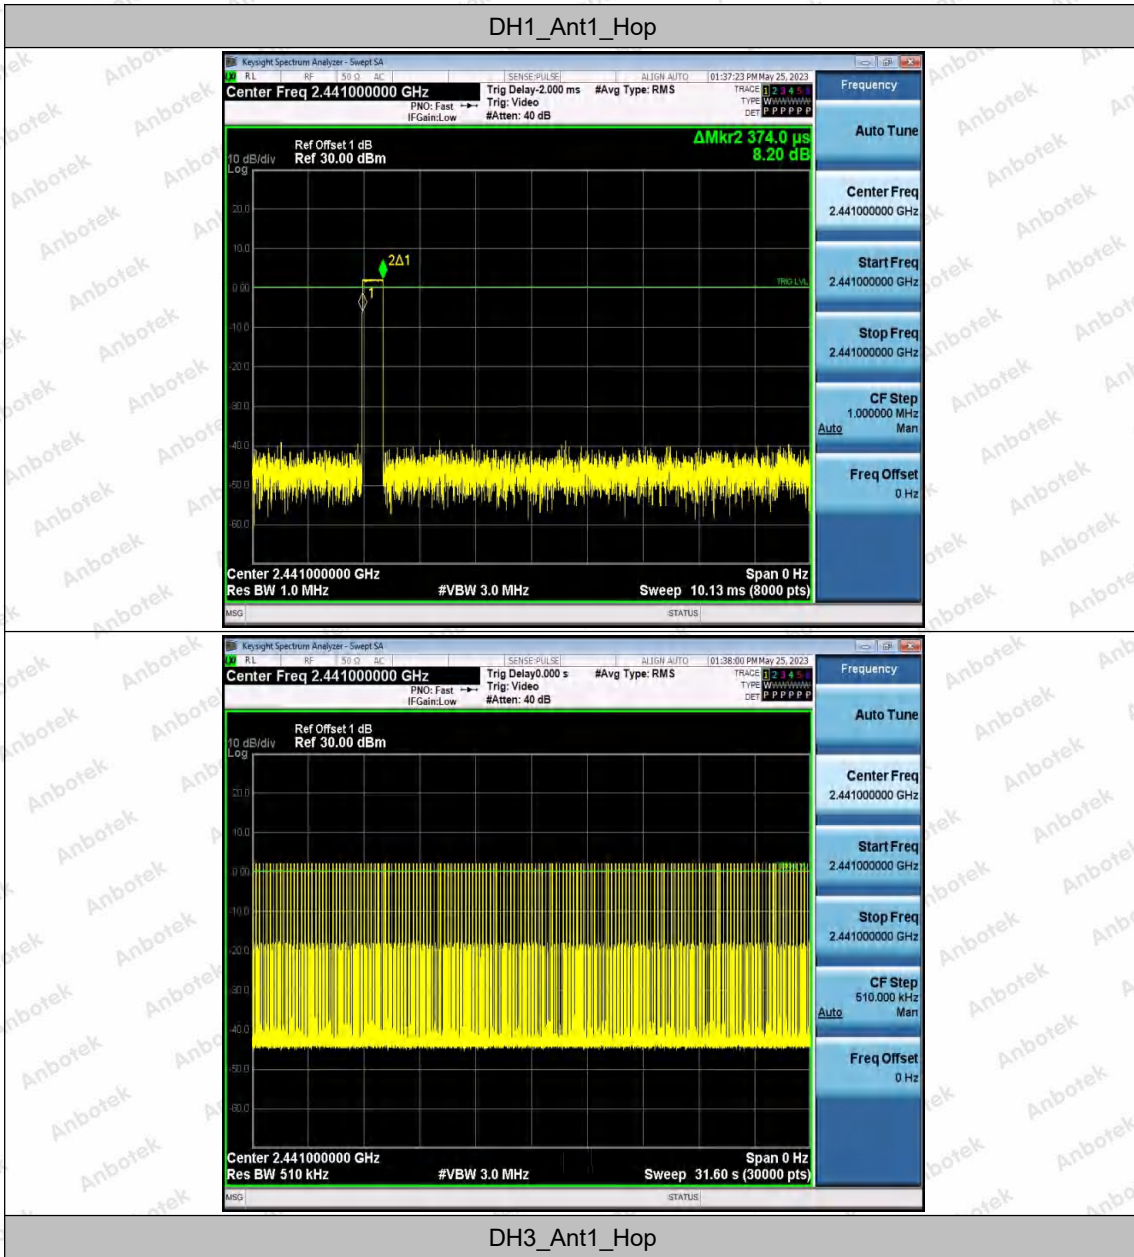 DH1_Ant1_Hop
Keysight Spectrum Analyzer - Swept SA
RL RF 50 Ω AC SENSE:PULSE ALIGN AUTO 01:37:23 PM May 25, 2023
Center Freq 2.441000000 GHz
PNO: Fast
IFGain:Low
Trig Delay-2.000 ms
Trig: Video
#Atten: 40 dB
#Avg Type: RMS
TRACE 1 2 3 4 5 6
TYPE W
DET P P P P P P
Frequency
Auto Tune
Ref Offset 1 dB
10 dB/div Ref 30.00 dBm
Log
ΔMkr2 374.0 µs
8.20 dB
20.0
10.0
0.00
-10.0
-20.0
-30.0
-40.0
-50.0
-60.0
2Δ1
1
TRIG LVL
Center Freq
2.441000000 GHz
Start Freq
2.441000000 GHz
Stop Freq
2.441000000 GHz
CF Step
1.000000 MHz
Auto Man
Freq Offset
0 Hz
Center 2.441000000 GHz Span 0 Hz
Res BW 1.0 MHz #VBW 3.0 MHz Sweep 10.13 ms (8000 pts)
MSG STATUS
Keysight Spectrum Analyzer - Swept SA
RL RF 50 Ω AC SENSE:PULSE ALIGN AUTO 01:38:00 PM May 25, 2023
Center Freq 2.441000000 GHz
PNO: Fast
IFGain:Low
Trig Delay0.000 s
Trig: Video
#Atten: 40 dB
#Avg Type: RMS
TRACE 1 2 3 4 5 6
TYPE W
DET P P P P P P
Frequency
Auto Tune
Ref Offset 1 dB
10 dB/div Ref 30.00 dBm
Log
20.0
10.0
0.00
-10.0
-20.0
-30.0
-40.0
-50.0
-60.0
Center Freq
2.441000000 GHz
Start Freq
2.441000000 GHz
Stop Freq
2.441000000 GHz
CF Step
510.000 kHz
Auto Man
Freq Offset
0 Hz
Center 2.441000000 GHz Span 0 Hz
Res BW 510 kHz #VBW 3.0 MHz Sweep 31.60 s (30000 pts)
MSG STATUS
DH3_Ant1_Hop
Anbotek